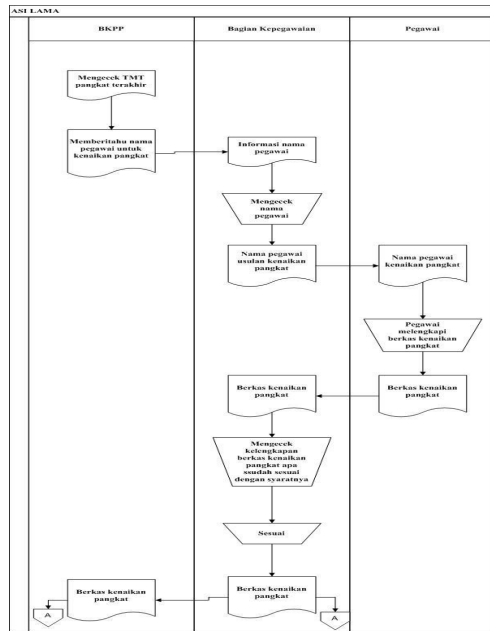 ASI LAMA
BKPP
Bagian Kepegawaian
Pegawai
Mengecek TMT
pangkat terakhir
Memberitahu nama
pegawai untuk
kenaikan pangkat
Informasi nama
pegawai
Mengecek
nama
pegawai
Nama pegawai
usulan kenaikan
pangkat
Nama pegawai
kenaikan pangkat
Pegawai
melengkapi
berkas kenaikan
pangkat
Berkas kenaikan
pangkat
Berkas kenaikan
pangkat
Mengecek
kelengkapan
berkas kenaikan
pangkat apa
ssudah sesuai
dengan syaratnya
Sesuai
Berkas kenaikan
pangkat
Berkas kenaikan
pangkat
A
A